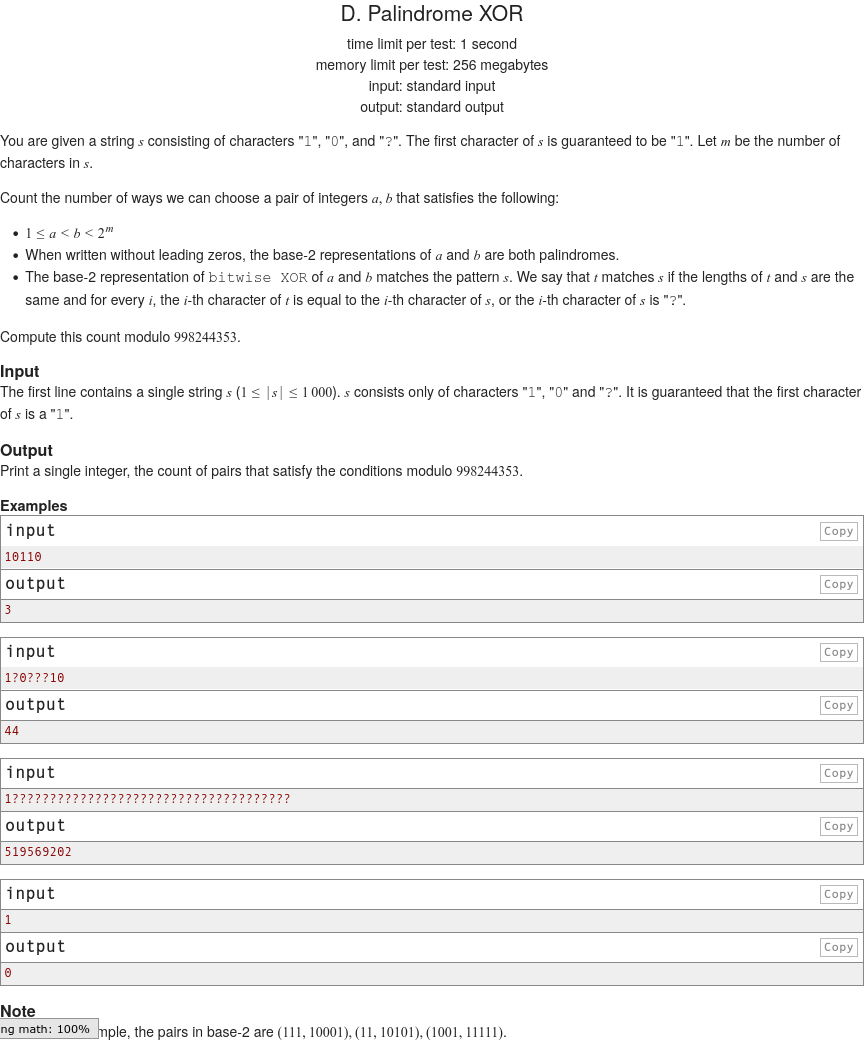 D. Palindrome XOR
time limit per test: 1 second
memory limit per test: 256 megabytes
input: standard input
output: standard output
You are given a string s consisting of characters "1", "0", and "?". The first character of s is guaranteed to be "1". Let m be the number of
characters in s.
Count the number of ways we can choose a pair of integers a, b that satisfies the following:
• 1 ≤ a < b < 2^m
• When written without leading zeros, the base-2 representations of a and b are both palindromes.
• The base-2 representation of bitwise XOR of a and b matches the pattern s. We say that t matches s if the lengths of t and s are the
same and for every i, the i-th character of t is equal to the i-th character of s, or the i-th character of s is "?".
Compute this count modulo 998244353.
Input
The first line contains a single string s (1 ≤ |s| ≤ 1 000). s consists only of characters "1", "0" and "?". It is guaranteed that the first character
of s is a "1".
Output
Print a single integer, the count of pairs that satisfy the conditions modulo 998244353.
Examples
input Copy
10110
output Copy
3
input Copy
1?0???10
output Copy
44
input Copy
1?????????????????????????????????????
output Copy
519569202
input Copy
1
output Copy
0
Note
ng math: 100% mple, the pairs in base-2 are (111, 10001), (11, 10101), (1001, 11111).